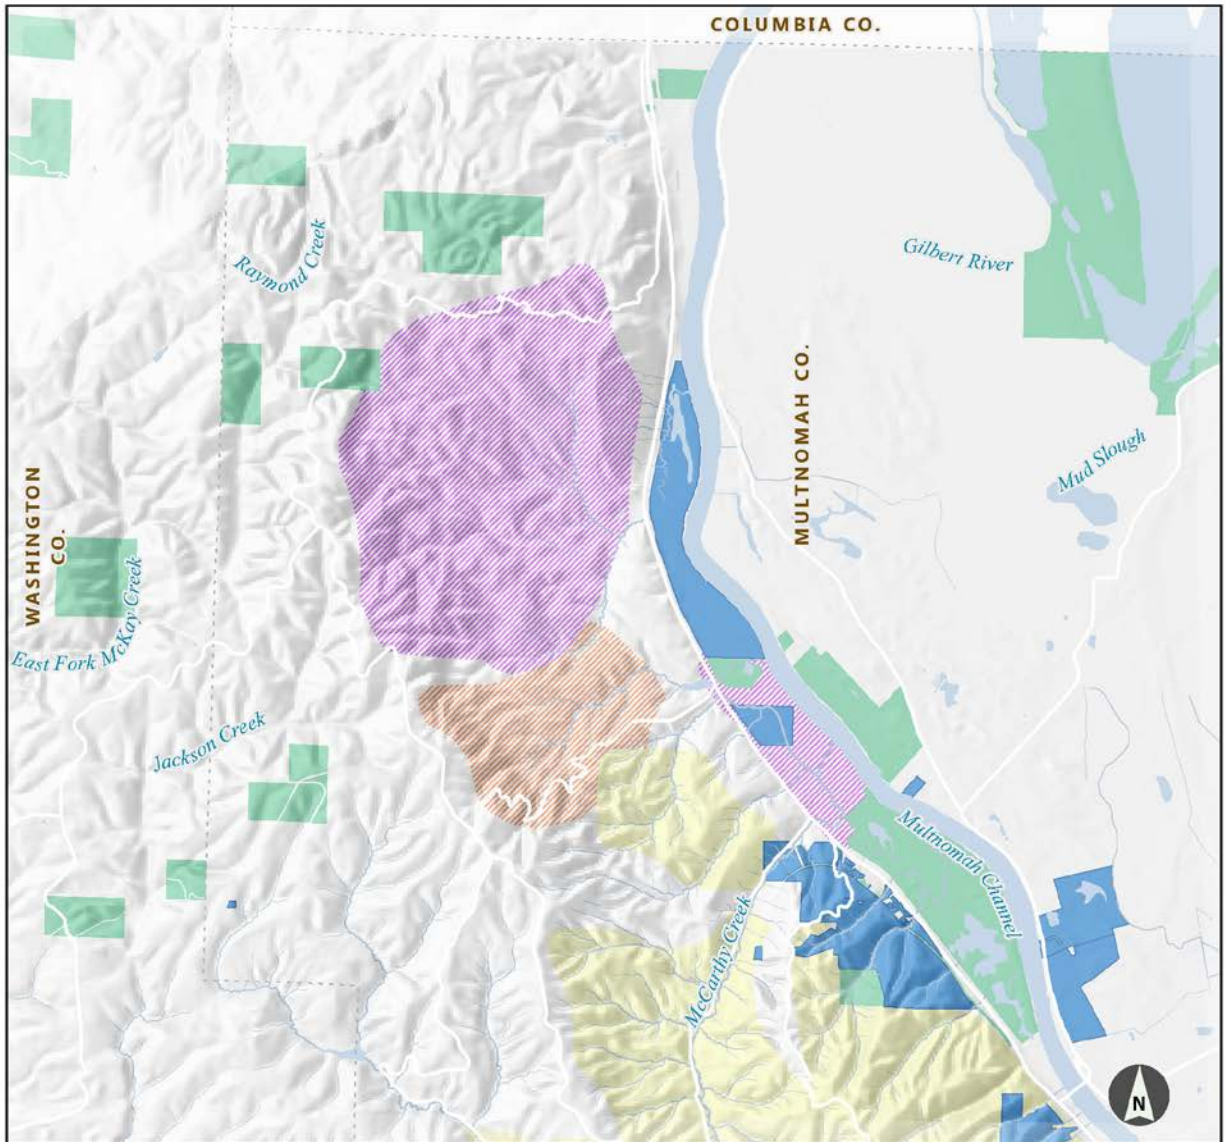 COLUMBIA CO.
Raymond Creek
Gilbert River
MULTNOMAH CO.
Mud Slough
WASHINGTON
CO.
East Fork McKay Creek
Jackson Creek
Multnomah Channel
McCarthy Creek
N